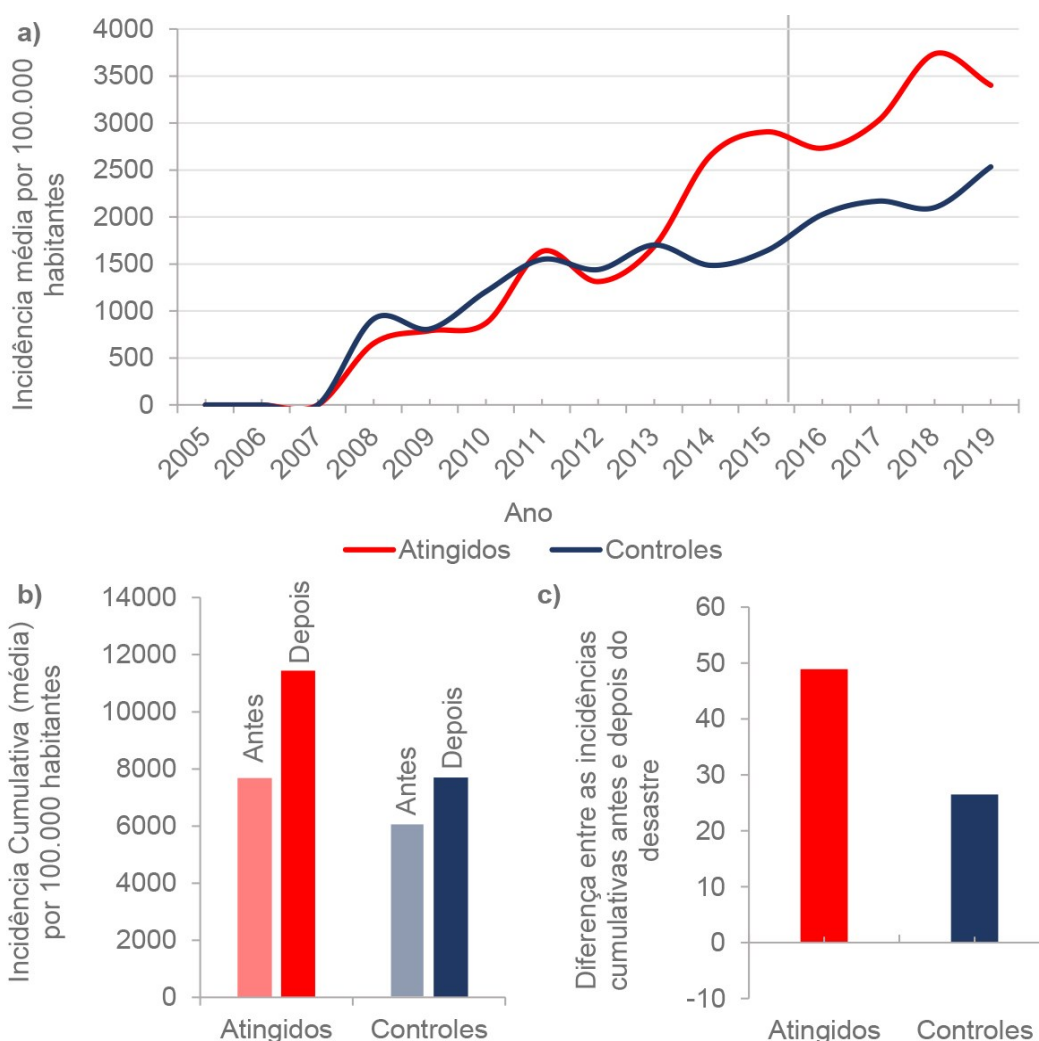 a)
Incidência média por 100.000
habitantes
4000
3500
3000
2500
2000
1500
1000
500
0
2005
2006
2007
2008
2009
2010
2011
2012
2013
2014
2015
2016
2017
2018
2019
Ano
Atingidos
Controles
b)
Incidência Cumulativa (média)
por 100.000 habitantes
14000
12000
10000
8000
6000
4000
2000
0
Antes
Depois
Antes
Depois
Atingidos
Controles
c)
Diferença entre as incidências
cumulativas antes e depois do
desastre
60
50
40
30
20
10
0
-10
Atingidos
Controles